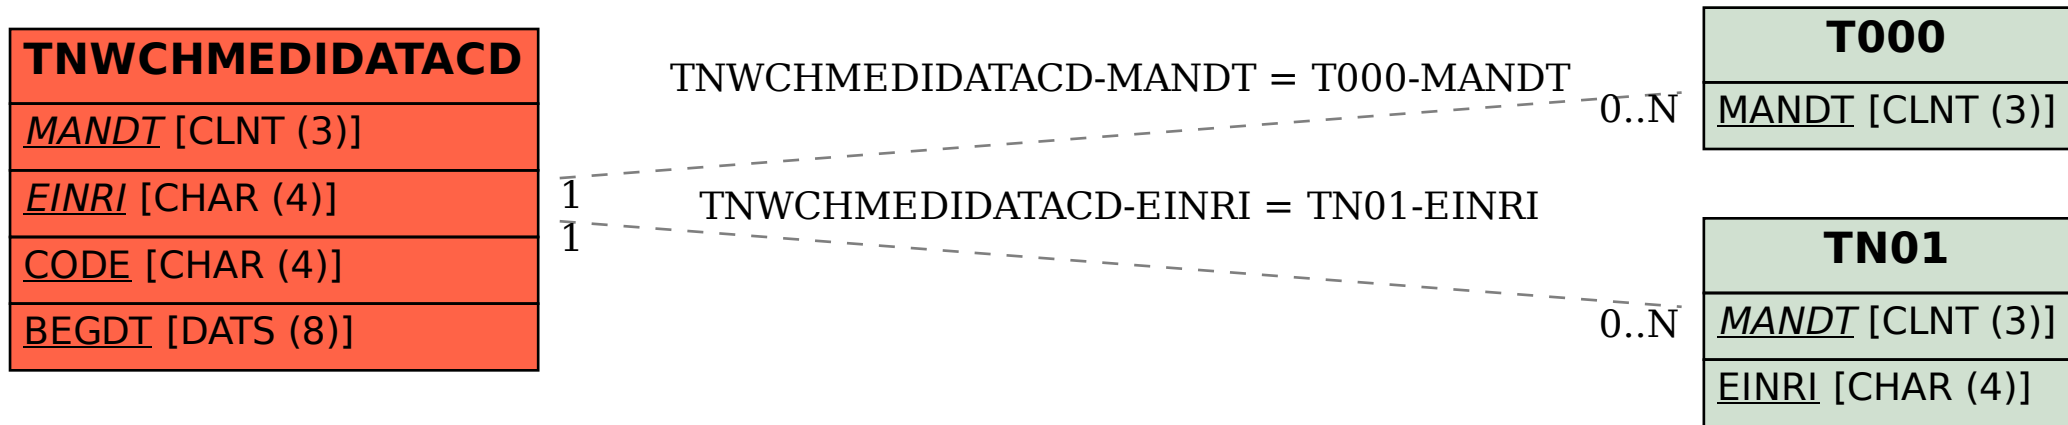 TNWCHMEDIDATACD
MANDT [CLNT (3)]
EINRI [CHAR (4)]
CODE [CHAR (4)]
BEGDT [DATS (8)]
TNWCHMEDIDATACD-MANDT = T000-MANDT
0..N
1
TNWCHMEDIDATACD-EINRI = TN01-EINRI
1
0..N
T000
MANDT [CLNT (3)]
TN01
MANDT [CLNT (3)]
EINRI [CHAR (4)]